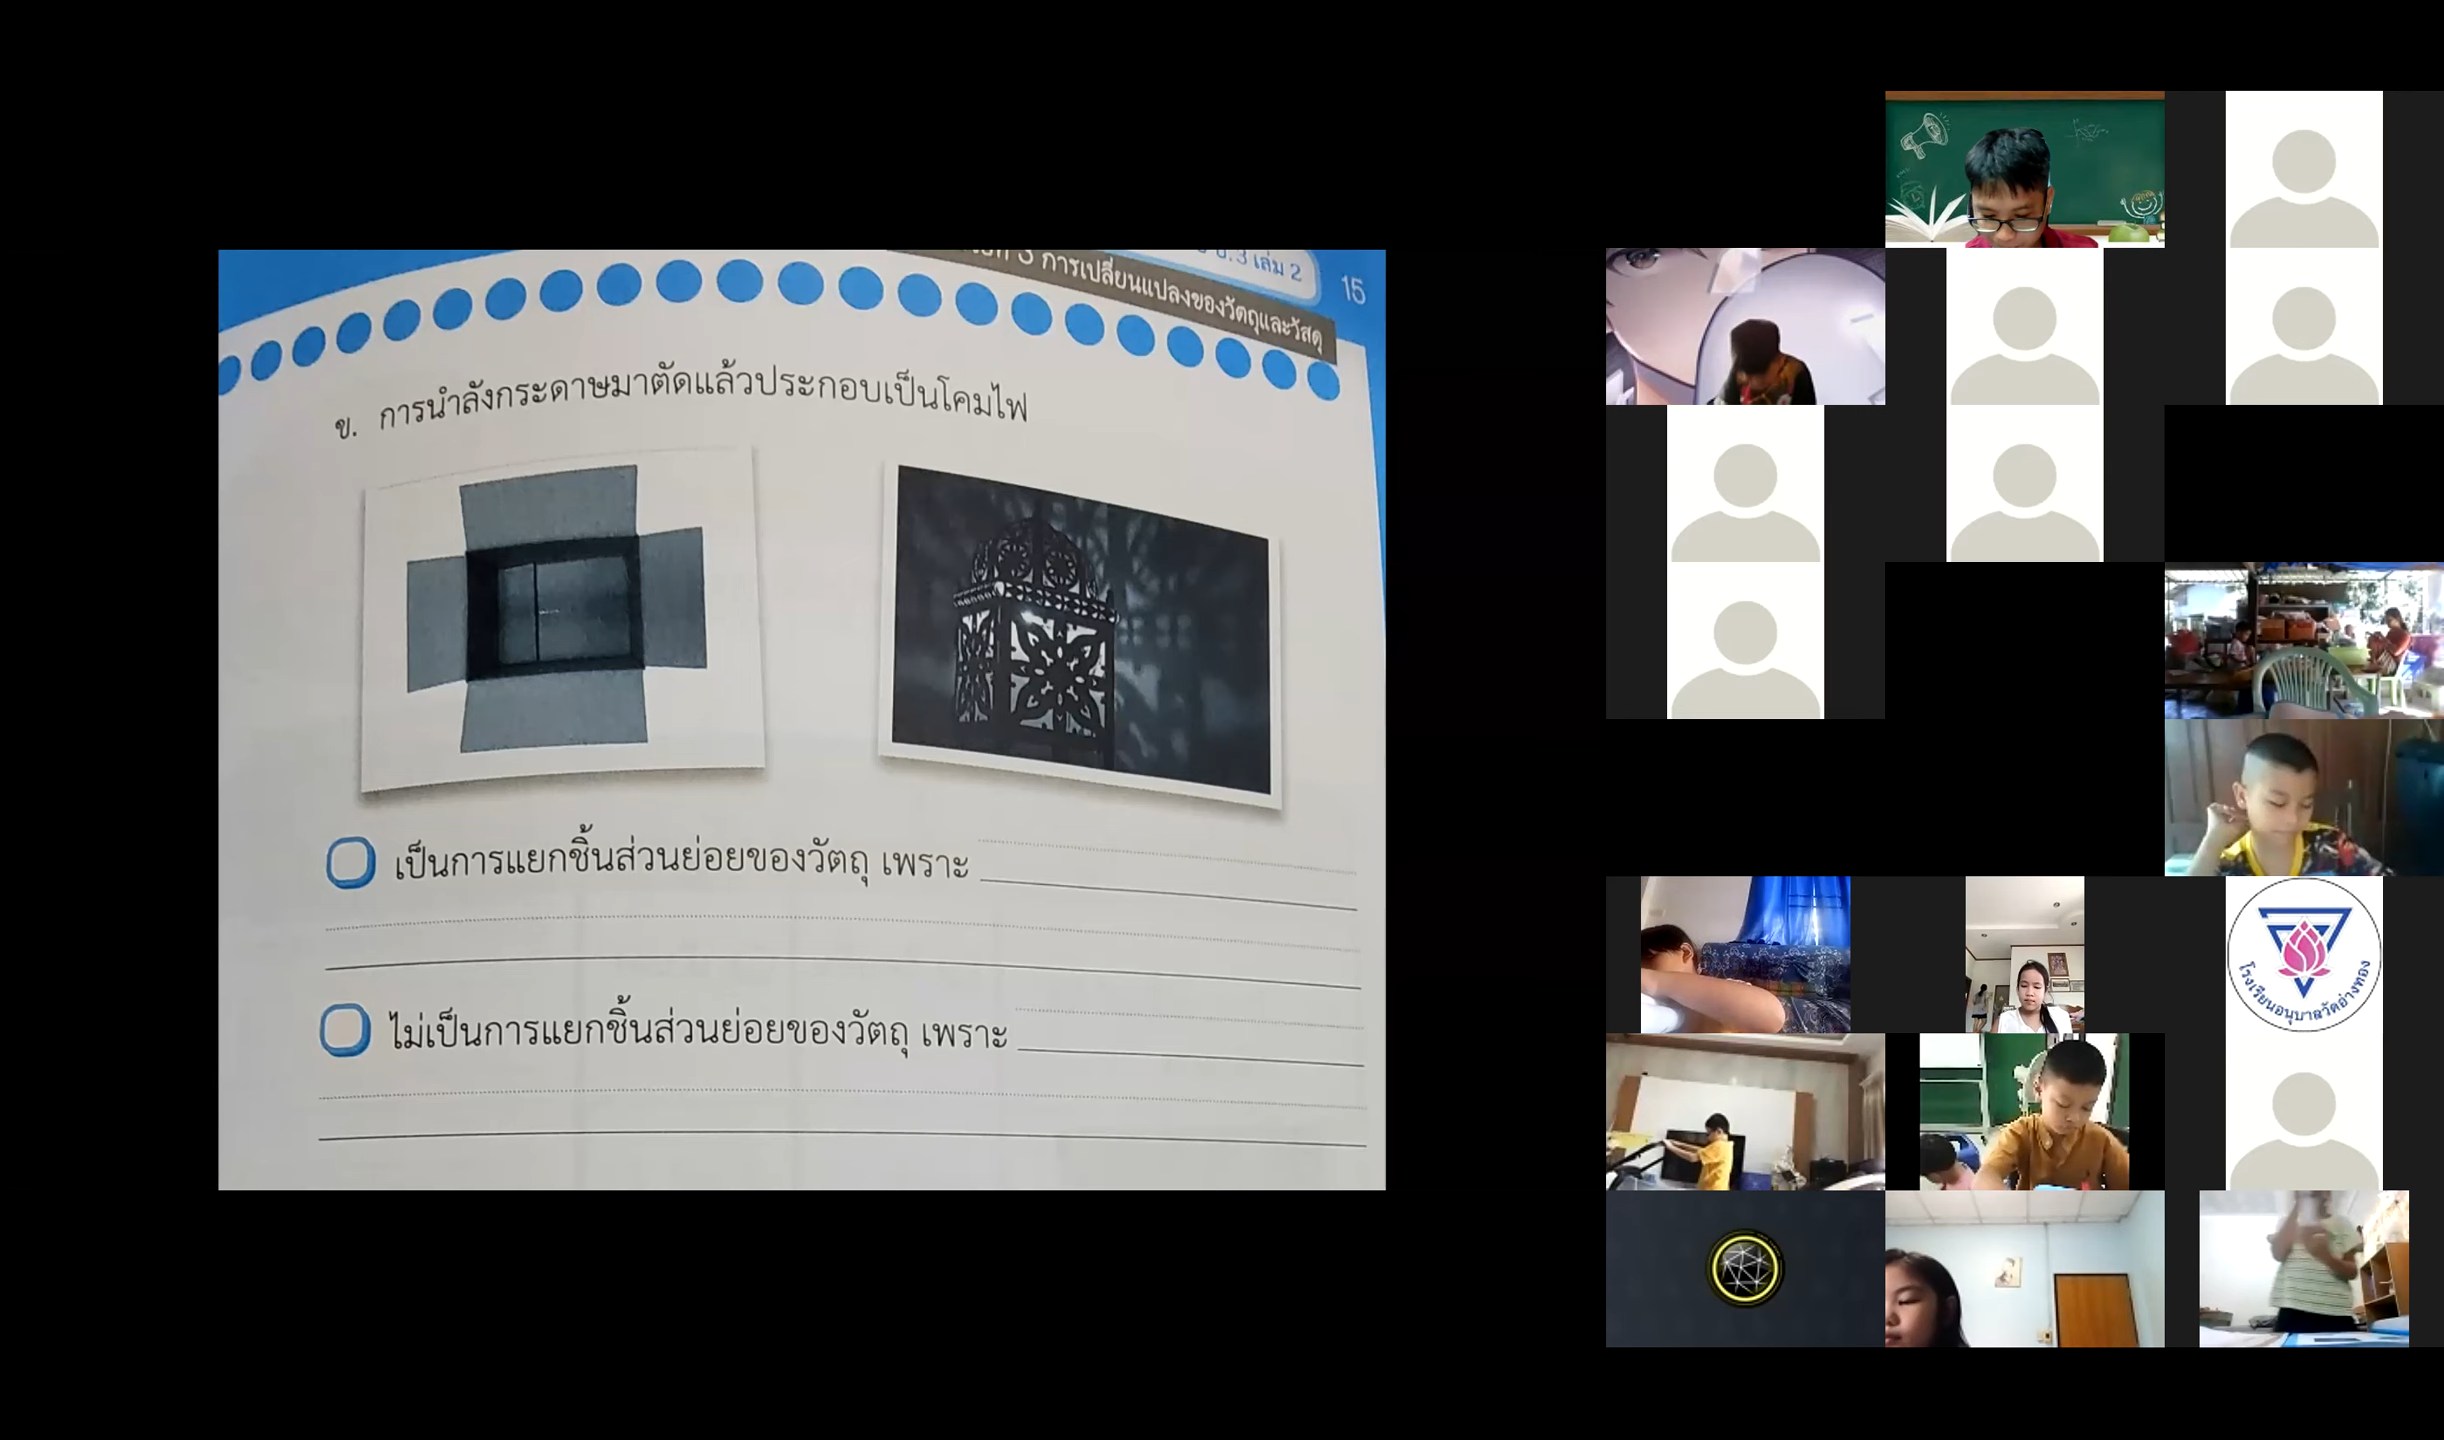 ป.3 เล่ม 2
15
3 การเปลี่ยนแปลงของวัตถุและวัสดุ
ข. การนำลังกระดาษมาตัดแล้วประกอบเป็นโคมไฟ
เป็นการแยกชิ้นส่วนย่อยของวัตถุ เพราะ
ไม่เป็นการแยกชิ้นส่วนย่อยของวัตถุ เพราะ
โรงเรียนอนุบาลวัดอ่างทอง